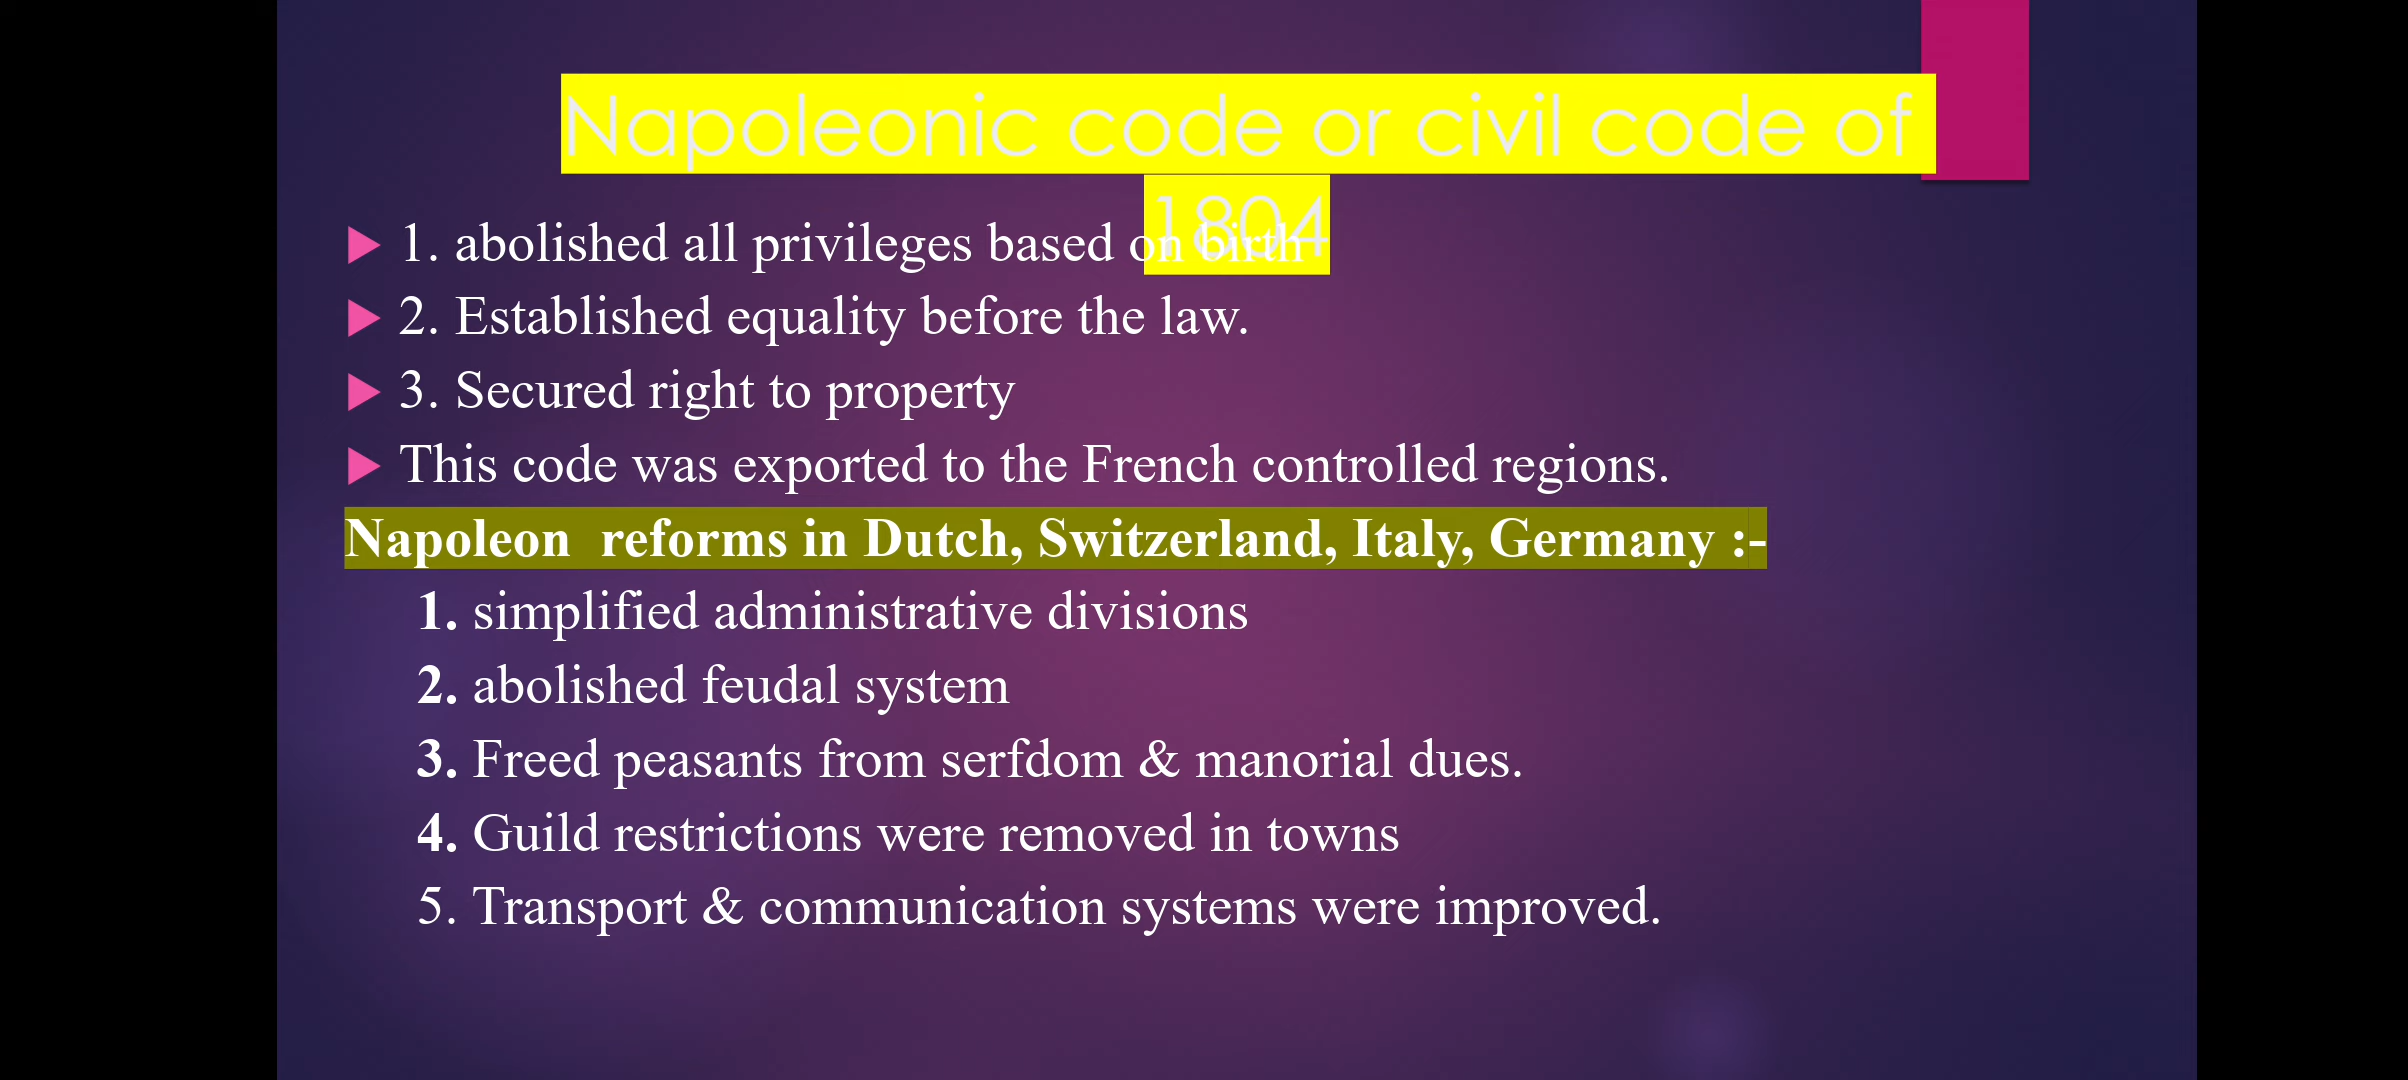 Napoleonic code or civil code of
1804
1. abolished all privileges based on birth
2. Established equality before the law.
3. Secured right to property
This code was exported to the French controlled regions.
Napoleon  reforms in Dutch, Switzerland, Italy, Germany :-
1. simplified administrative divisions
2. abolished feudal system
3. Freed peasants from serfdom & manorial dues.
4. Guild restrictions were removed in towns
5. Transport & communication systems were improved.